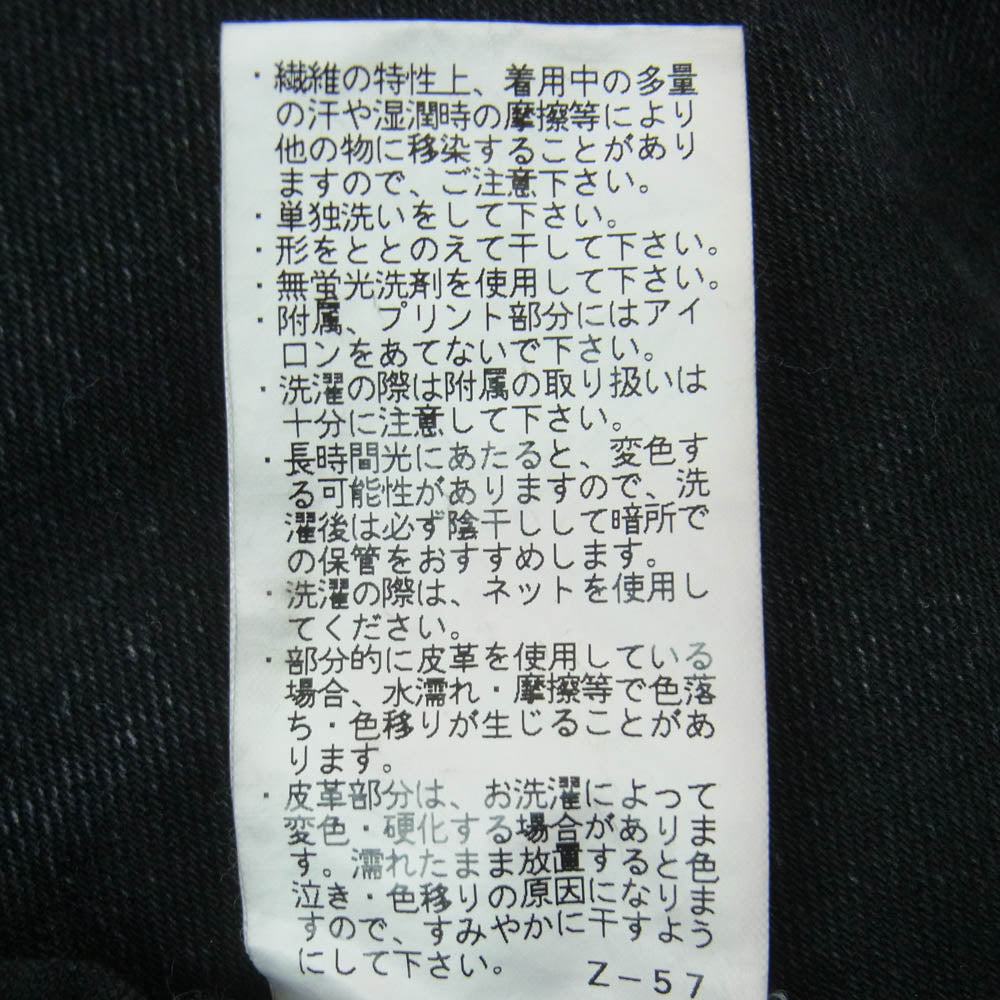 ・繊維の特性上、着用中の多量
の汗や湿潤時の摩擦等により
他の物に移染することがあり
ますので、ご注意下さい。
・単独洗いをして下さい。
・形をととのえて干して下さい。
・無蛍光洗剤を使用して下さい。
・附属、プリント部分にはアイ
ロンをあてないで下さい。
・洗濯の際は附属の取り扱いは
十分に注意して下さい。
・長時間光にあたると、変色す
る可能性がありますので、洗
濯後は必ず陰干しして暗所で
の保管をおすすめします。
・洗濯の際は、ネットを使用し
てください。
・部分的に皮革を使用している
場合、水濡れ・摩擦等で色落
ち・色移りが生じることがあ
ります。
・皮革部分は、お洗濯によって
変色・硬化する場合がありま
す。濡れたまま放置すると色
泣き・色移りの原因になりま
すので、すみやかに干すよう
にして下さい。
Z-57